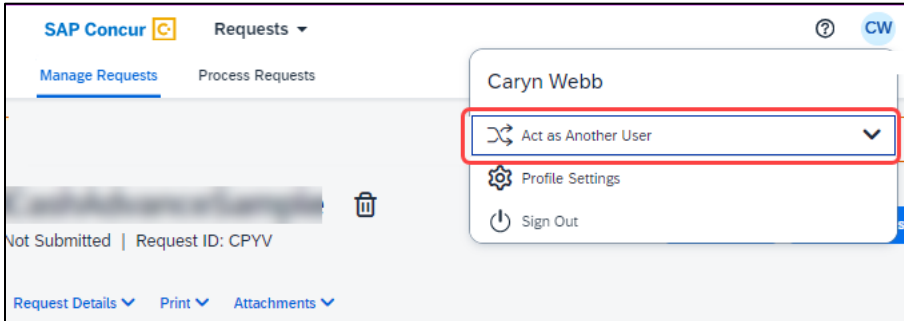 SAP Concur C Requests CW
Manage Requests Process Requests
Caryn Webb
Act as Another User
Profile Settings
Sign Out
Not Submitted | Request ID: CPYV
Request Details Print Attachments